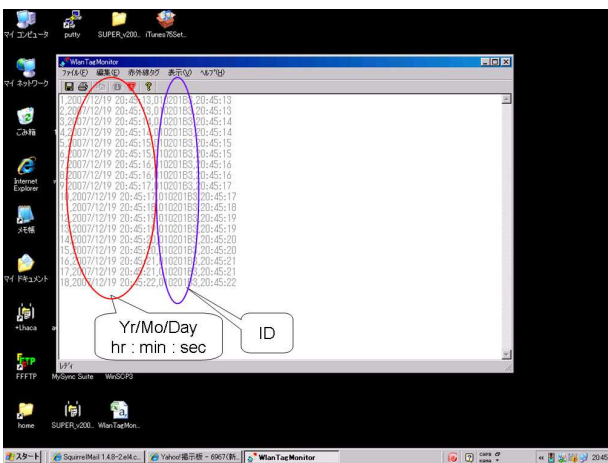 マイ コンピュータ
putty
SUPER_v200..
iTunes75Set..
WlanTagMonitor
ファイル(F) 編集(E) 赤外線タグ 表示(V) ヘルプ(H)
マイ ネットワーク
1,2007/12/19 20:45:13,010201B3,20:45:13
2,2007/12/19 20:45:13,010201B3,20:45:13
3,2007/12/19 20:45:14,010201B3,20:45:14
4,2007/12/19 20:45:14,010201B3,20:45:14
5,2007/12/19 20:45:15,010201B3,20:45:15
6,2007/12/19 20:45:15,010201B3,20:45:15
7,2007/12/19 20:45:16,010201B3,20:45:16
8,2007/12/19 20:45:16,010201B3,20:45:16
9,2007/12/19 20:45:17,010201B3,20:45:17
10,2007/12/19 20:45:17,010201B3,20:45:17
11,2007/12/19 20:45:18,010201B3,20:45:18
12,2007/12/19 20:45:19,010201B3,20:45:19
13,2007/12/19 20:45:19,010201B3,20:45:19
14,2007/12/19 20:45:20,010201B3,20:45:20
15,2007/12/19 20:45:20,010201B3,20:45:20
16,2007/12/19 20:45:21,010201B3,20:45:21
17,2007/12/19 20:45:21,010201B3,20:45:21
18,2007/12/19 20:45:22,010201B3,20:45:22
ごみ箱
Internet
Explorer
メモ帳
マイ ドキュメント
+Lhaca
Yr/Mo/Day
hr : min : sec
ID
レディ
FFFTP
MySync Suite
WinSCP3
home
SUPER_v200..
WlanTagMon..
スタート
SquirrelMail 1.4.8-2.el4.c...
Yahoo!掲示板 - 6967(新...
WlanTagMonitor
CAPS
KANA
20:45